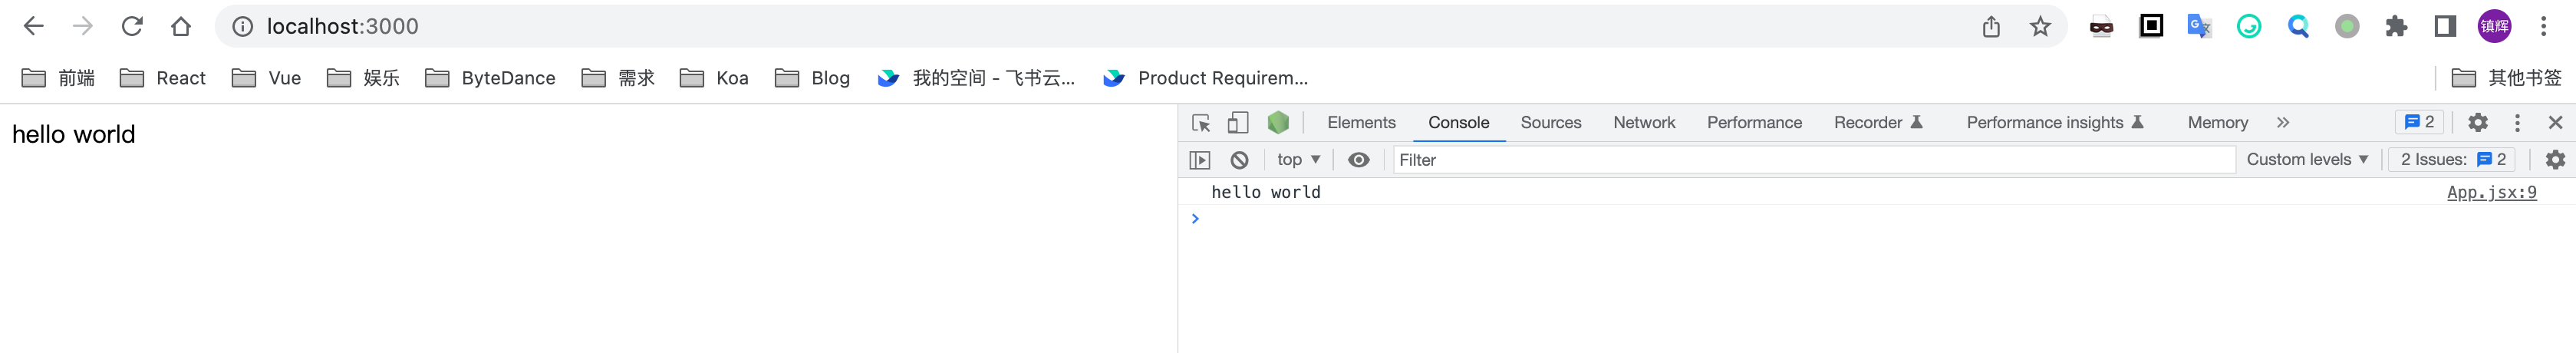 localhost:3000
镇辉
前端 React Vue 娱乐 ByteDance 需求 Koa Blog 我的空间 - 飞书云... Product Requirem... 其他书签
hello world
Elements Console Sources Network Performance Recorder Performance insights Memory 2
top Filter Custom levels 2 Issues: 2
hello world App.jsx:9